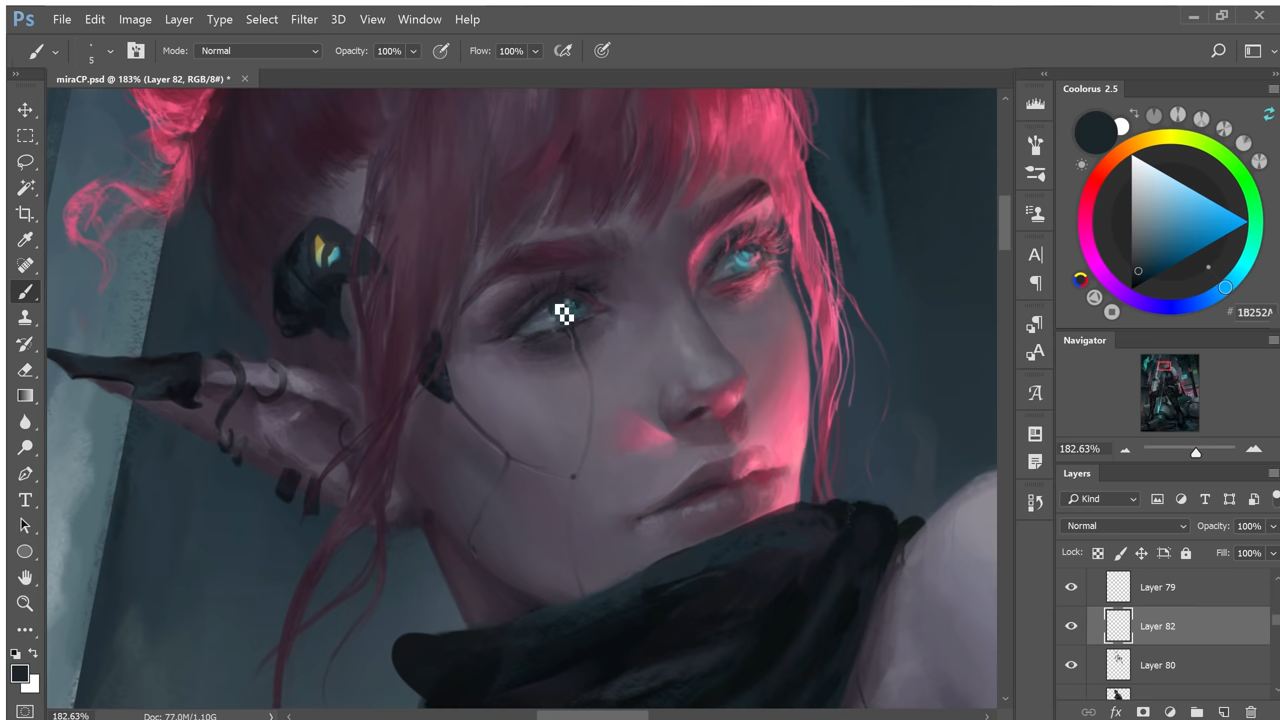 Ps File Edit Image Layer Type Select Filter 3D View Window Help
5 Mode: Normal Opacity: 100% Flow: 100%
miraCP.psd @ 183% (Layer 82, RGB/8#) *
Coolorus 2.5
# 1B252A
Navigator
182.63%
Layers
Kind
Normal Opacity: 100%
Lock: Fill: 100%
Layer 79
Layer 82
Layer 80
fx
182.63% Doc: 77.0M/1.10G